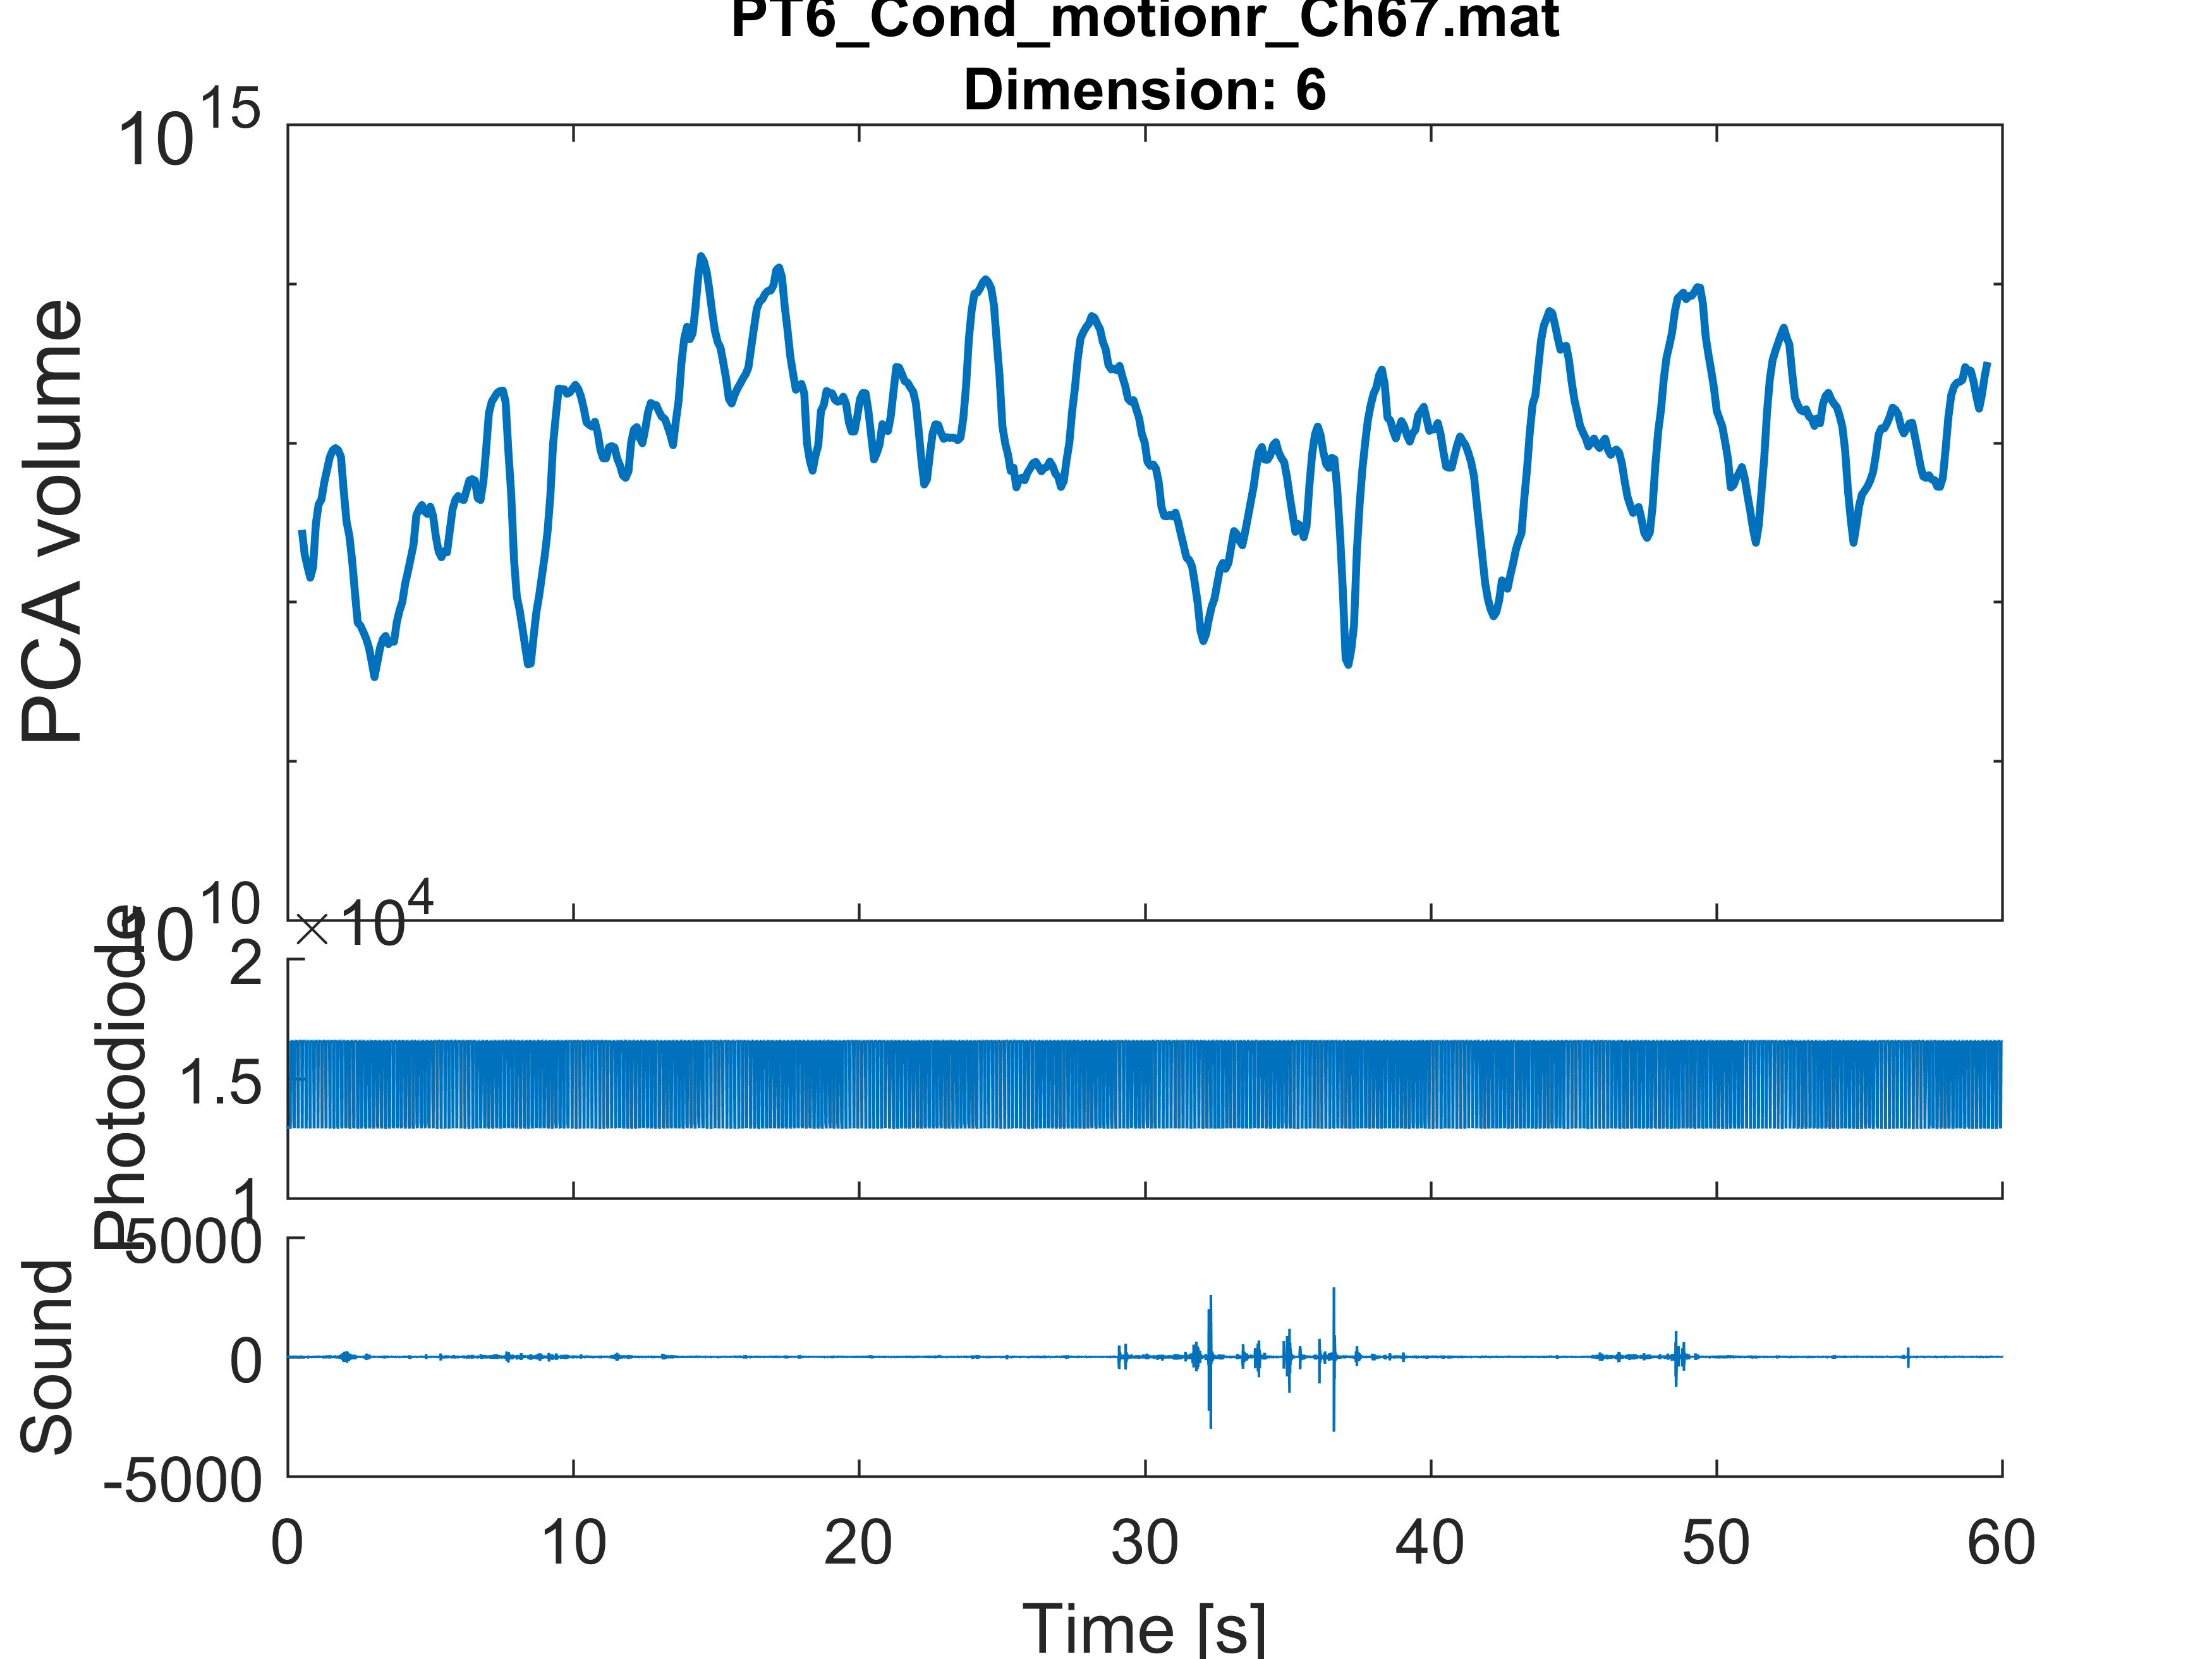 PT6_Cond_motionr_Ch67.mat
Dimension: 6
10^15
PCA volume
10^10
×10^4
2
Photodiode
1.5
1
5000
Sound
0
-5000
0 10 20 30 40 50 60
Time [s]